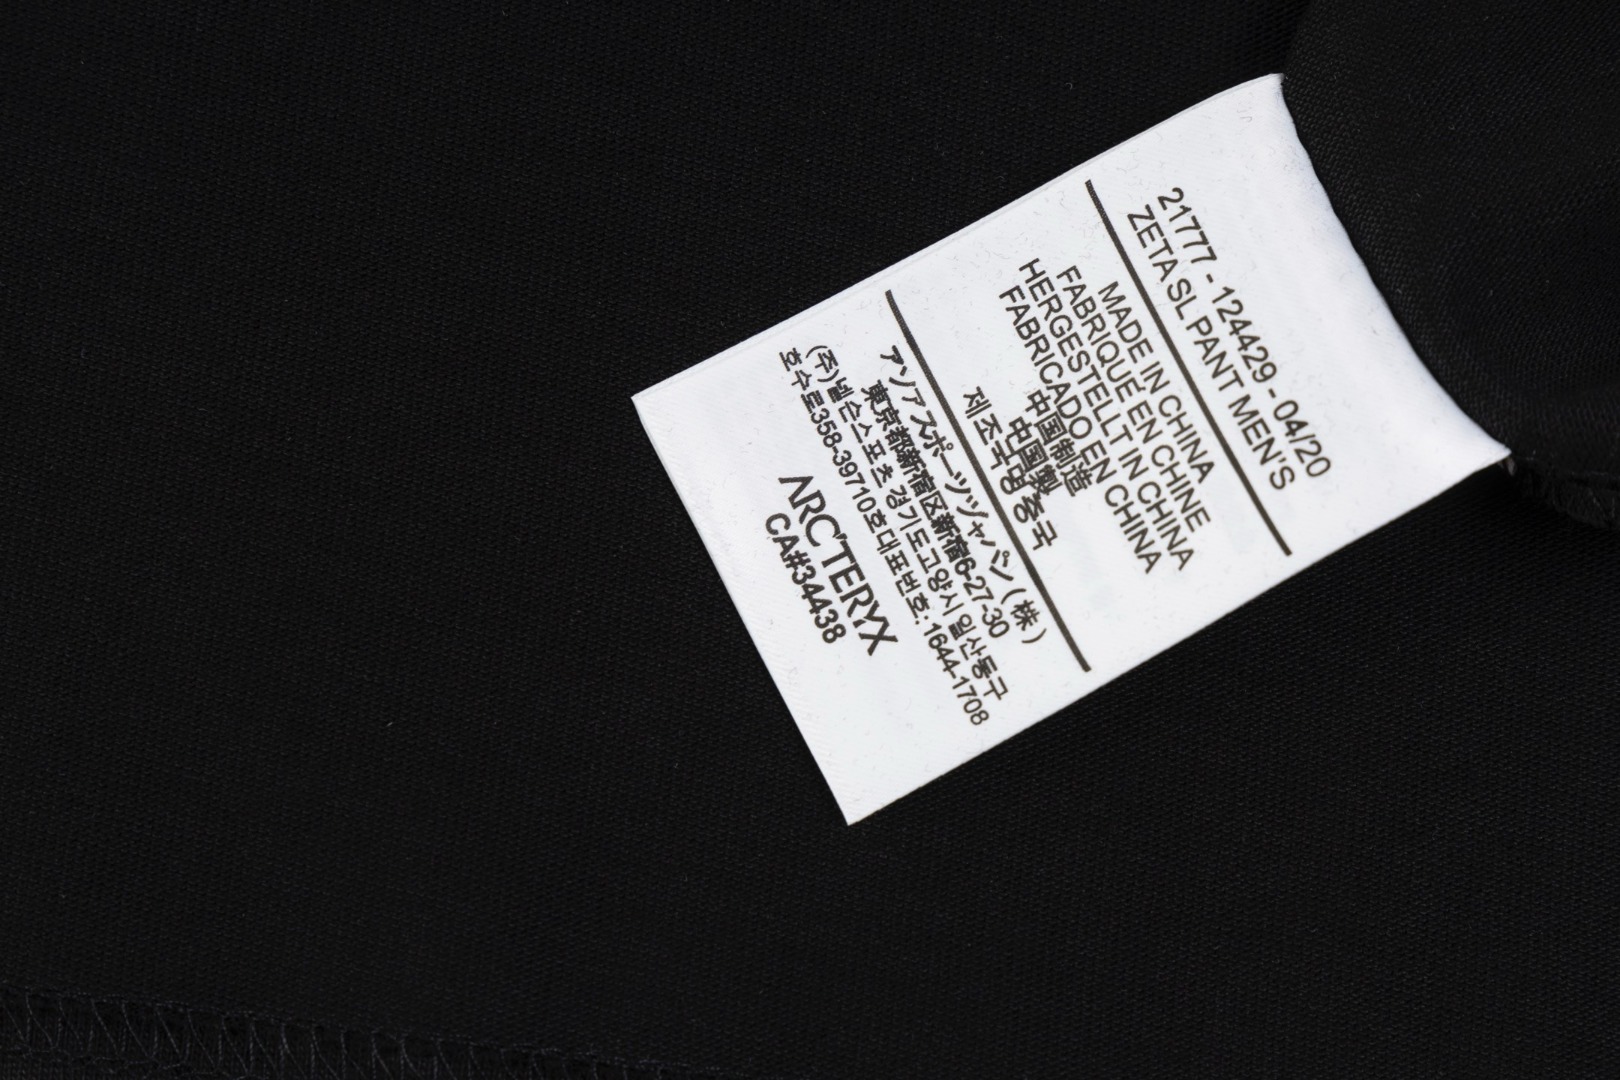 21777 - 124429 - 04/20
ZETA SL PANT MEN'S
MADE IN CHINA
FABRIQUE EN CHINE
HERGESTELLT IN CHINA
FABRICADO EN CHINA
中国制造
中國製
제조국명중국
アソアスポーツジャパン(株)
東京都新宿区新宿6-27-30
(주)넬슨스포츠 경기도고양시 일산동구
호수로358-39710호대표번호: 1644-1708
ARC'TERYX
CA#34438